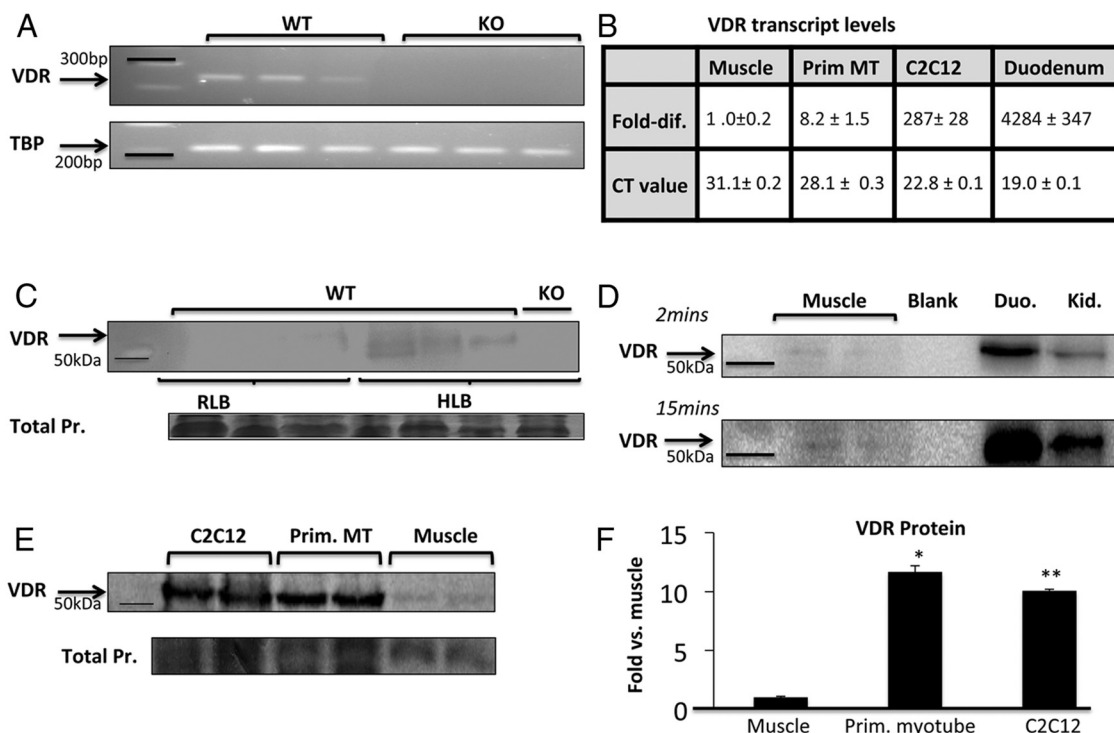 A
WT
KO
300bp
VDR
TBP
200bp
B
VDR transcript levels
Muscle Prim MT C2C12 Duodenum
Fold-dif. 1 .0±0.2 8.2 ± 1.5 287± 28 4284 ± 347
CT value 31.1± 0.2 28.1 ± 0.3 22.8 ± 0.1 19.0 ± 0.1
C
WT
KO
VDR
50kDa
RLB
HLB
Total Pr.
D
Muscle Blank Duo. Kid.
2mins
VDR
50kDa
15mins
VDR
50kDa
E
C2C12 Prim. MT Muscle
VDR
50kDa
Total Pr.
F
VDR Protein
Fold vs. muscle
15
10
5
0
*
**
Muscle Prim. myotube C2C12